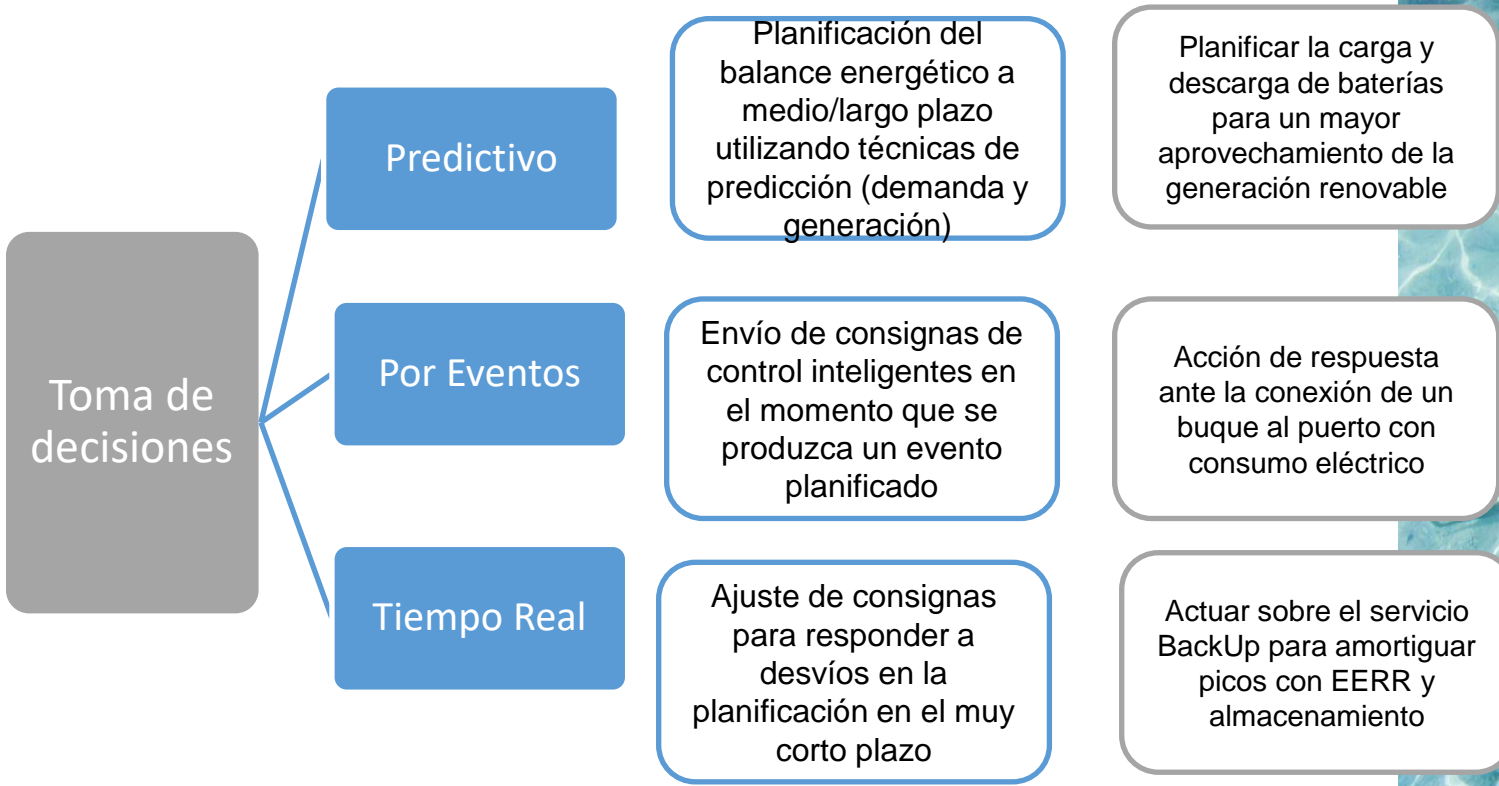 Toma de
decisiones
Predictivo
Planificación del
balance energético a
medio/largo plazo
utilizando técnicas de
predicción (demanda y
generación)
Planificar la carga y
descarga de baterías
para un mayor
aprovechamiento de la
generación renovable
Por Eventos
Envío de consignas de
control inteligentes en
el momento que se
produzca un evento
planificado
Acción de respuesta
ante la conexión de un
buque al puerto con
consumo eléctrico
Tiempo Real
Ajuste de consignas
para responder a
desvíos en la
planificación en el muy
corto plazo
Actuar sobre el servicio
BackUp para amortiguar
picos con EERR y
almacenamiento